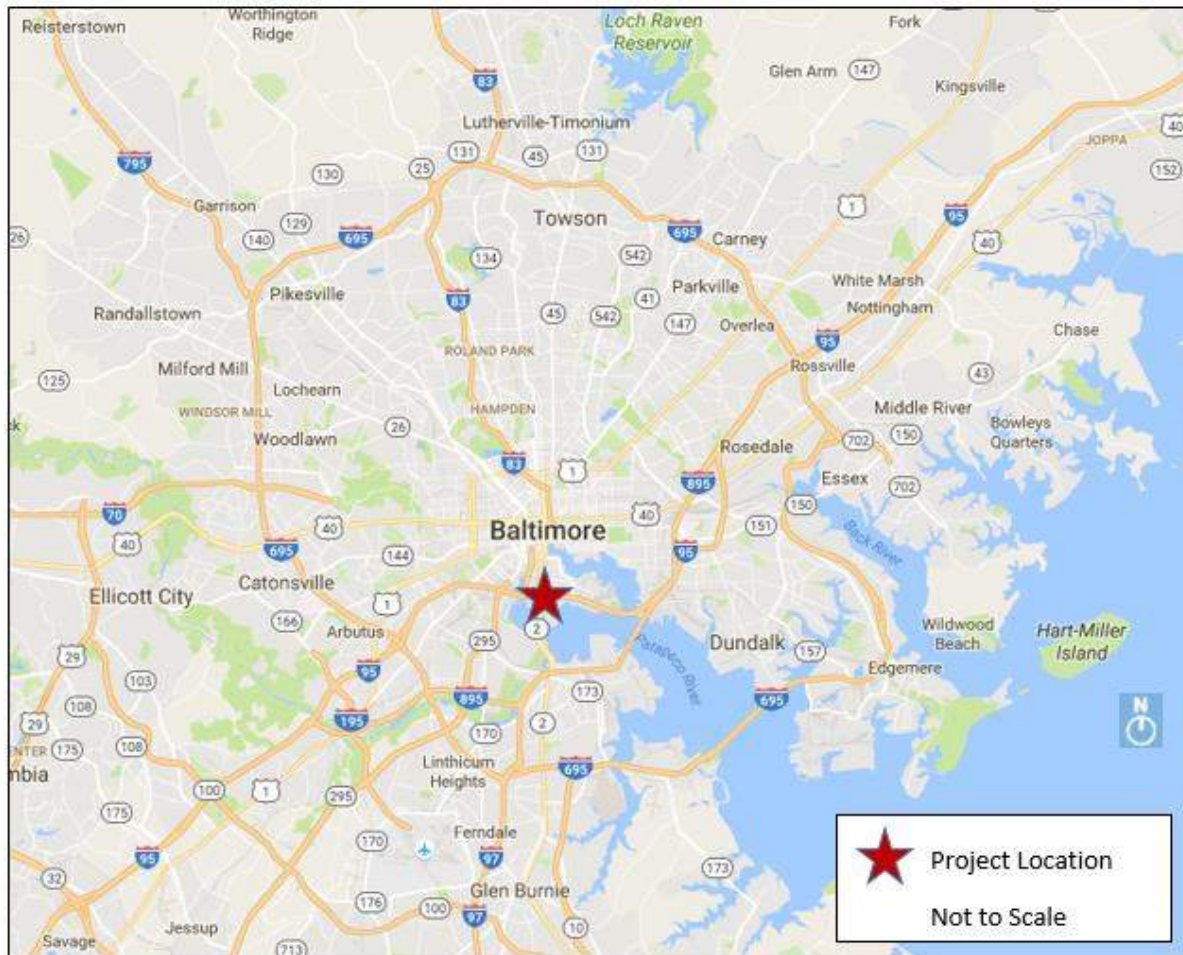 Reisterstown
Worthington
Ridge
Loch Raven
Reservoir
Fork
147
Glen Arm
Kingsville
83
Lutherville-Timonium
40
JOPPA
795
131
45
131
25
130
152
Garrison
129
140
695
Towson
1
695
Carney
95
40
26
134
542
Pikesville
83
Parkville
41
White Marsh
Nottingham
Randallstown
45
542
147
Overlea
Chase
ROLAND PARK
95
Rossville
125
Milford Mill
Lochearn
43
WINDSOR MILL
HAMPDEN
Middle River
Woodlawn
26
Rosedale
702
150
Bowleys
Quarters
83
1
895
Essex
702
70
40
40
150
Baltimore
40
151
695
144
95
Back River
Catonsville
Ellicott City
1
166
Arbutus
2
Wildwood
Beach
Hart-Miller
Island
295
Dundalk
157
29
Edgemere
Patapsco River
95
103
895
173
695
108
195
N
29
170
2
ENTER
175
108
Linthicum
Heights
mbia
695
100
1
295
175
Ferndale
170
97
95
173
Project Location
32
Glen Burnie
176
100
97
Jessup
10
Not to Scale
Savage
713